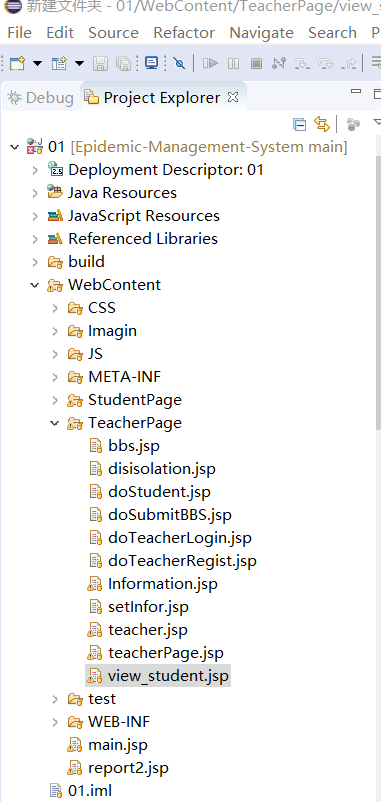 新建文件夹 - 01/WebContent/TeacherPage/view_s
File Edit Source Refactor Navigate Search P
Debug Project Explorer
01 [Epidemic-Management-System main]
Deployment Descriptor: 01
Java Resources
JavaScript Resources
Referenced Libraries
build
WebContent
CSS
Imagin
JS
META-INF
StudentPage
TeacherPage
bbs.jsp
disisolation.jsp
doStudent.jsp
doSubmitBBS.jsp
doTeacherLogin.jsp
doTeacherRegist.jsp
Information.jsp
setInfor.jsp
teacher.jsp
teacherPage.jsp
view_student.jsp
test
WEB-INF
main.jsp
report2.jsp
01.iml